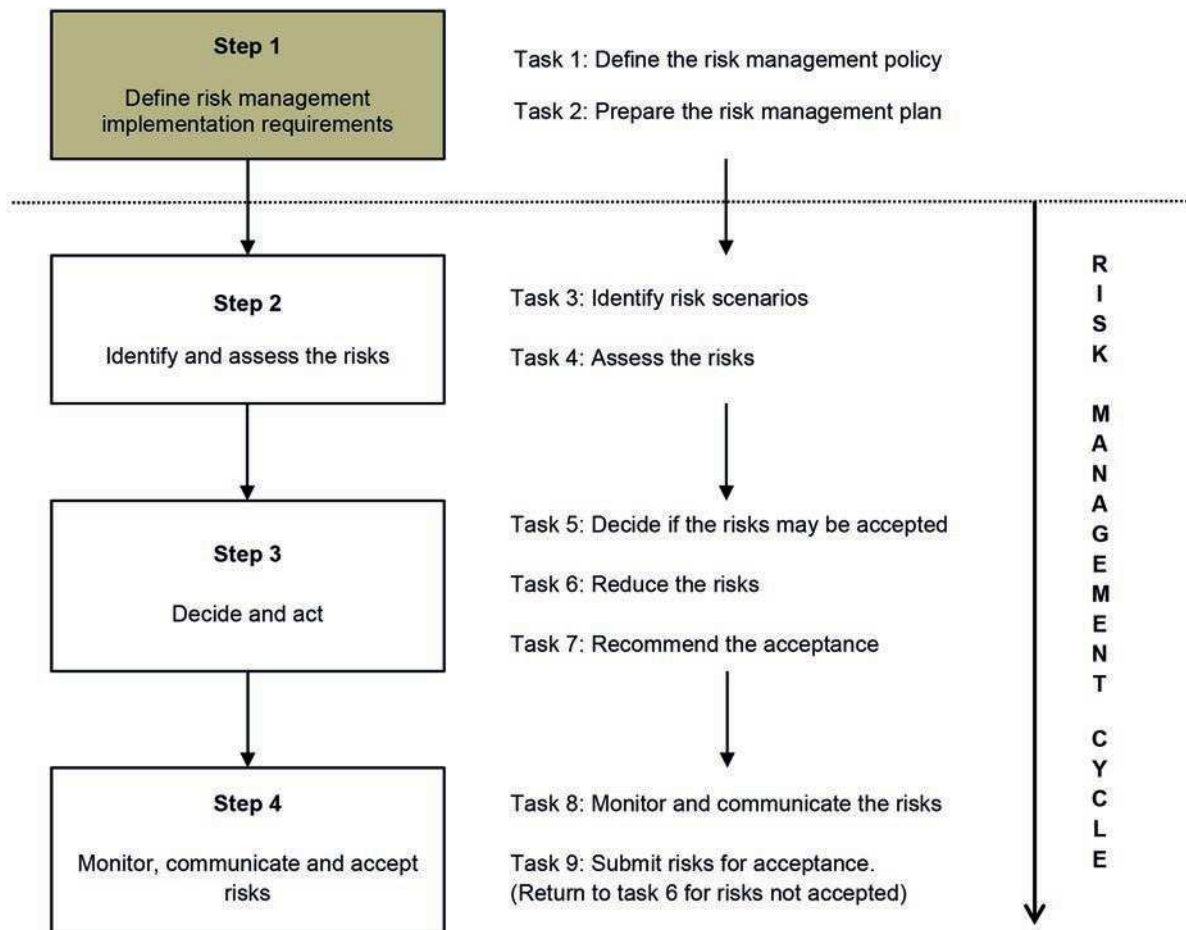 Step 1
Define risk management
implementation requirements
Task 1: Define the risk management policy
Task 2: Prepare the risk management plan
Step 2
Identify and assess the risks
Task 3: Identify risk scenarios
Task 4: Assess the risks
Step 3
Decide and act
Task 5: Decide if the risks may be accepted
Task 6: Reduce the risks
Task 7: Recommend the acceptance
Step 4
Monitor, communicate and accept
risks
Task 8: Monitor and communicate the risks
Task 9: Submit risks for acceptance.
(Return to task 6 for risks not accepted)
RISK MANAGEMENT CYCLE